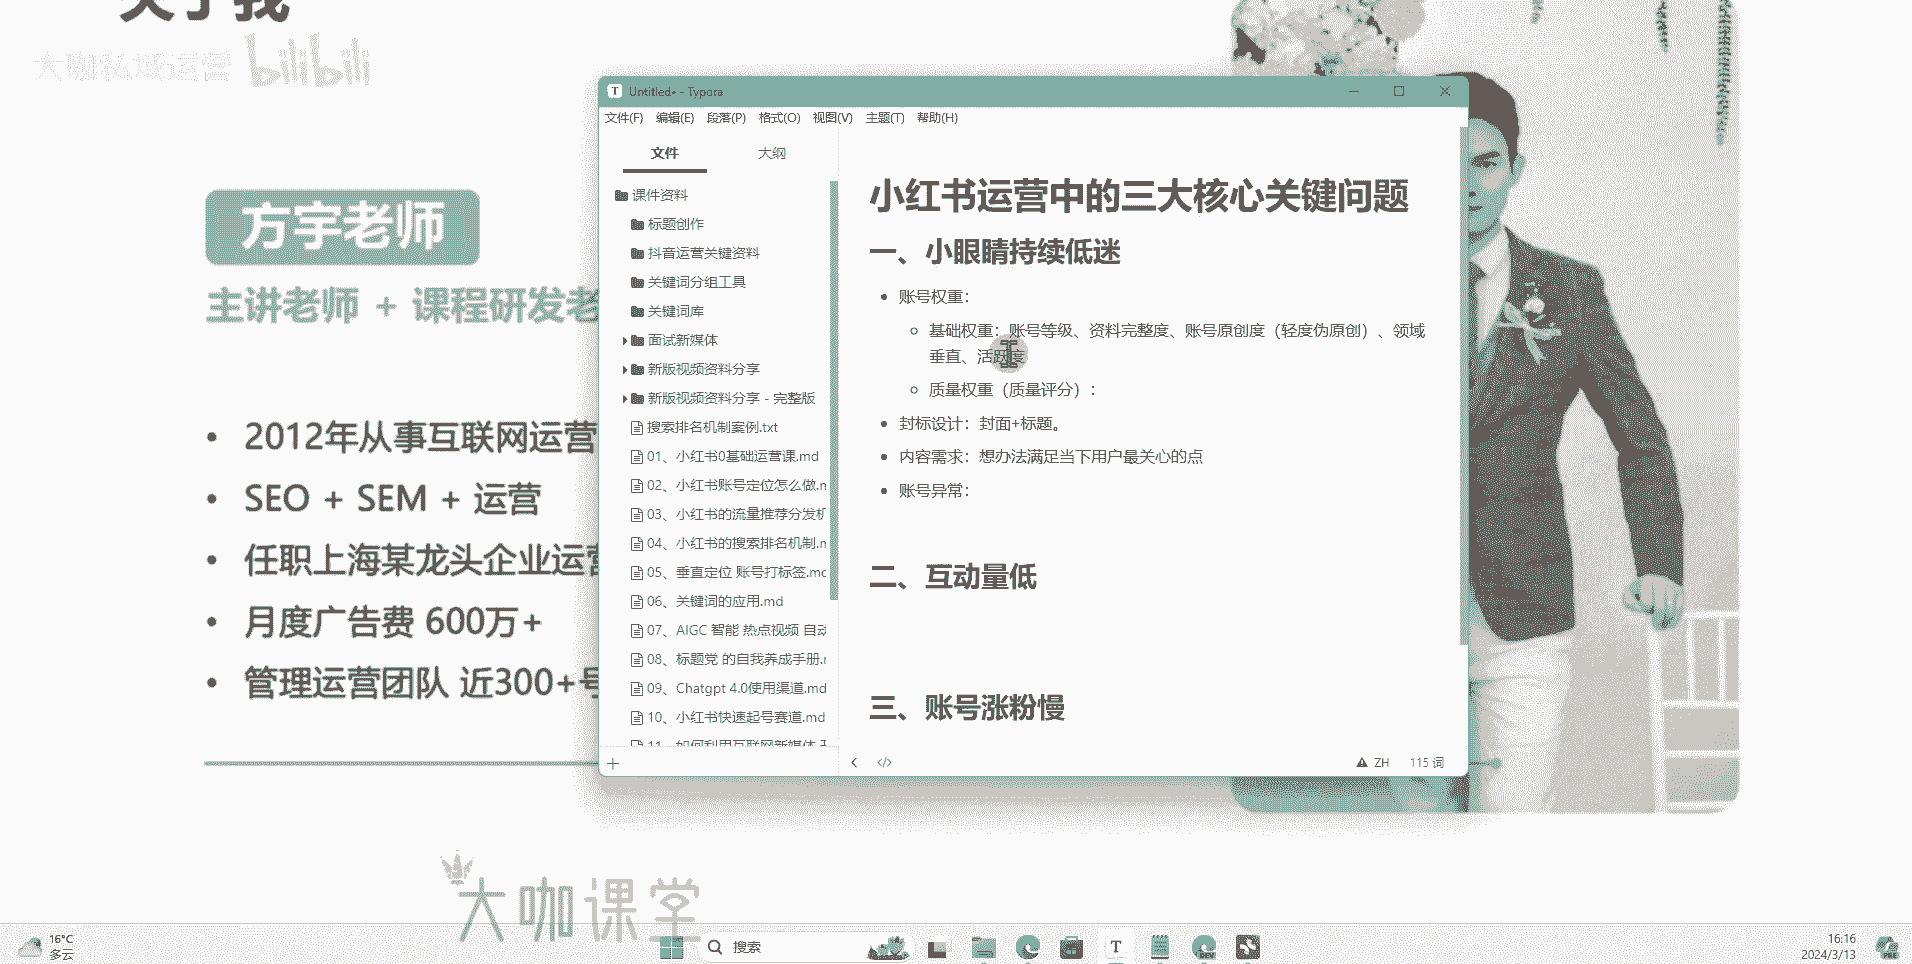 关于我
大咖私域运营 bilibili
方宇老师
主讲老师 + 课程研发老
2012年从事互联网运营
SEO + SEM + 运营
任职上海某龙头企业运营
月度广告费 600万+
管理运营团队 近300+号
Untitled• - Typora
文件(F) 编辑(E) 段落(P) 格式(O) 视图(V) 主题(T) 帮助(H)
文件 大纲
课件资料
标题创作
抖音运营关键资料
关键词分组工具
关键词库
面试新媒体
新版视频资料分享
新版视频资料分享 - 完整版
搜索排名机制案例.txt
01、小红书0基础运营课.md
02、小红书账号定位怎么做.m
03、小红书的流量推荐分发机
04、小红书的搜索排名机制.m
05、垂直定位 账号打标签.md
06、关键词的应用.md
07、AIGC 智能 热点视频 自动
08、标题党 的自我养成手册.m
09、Chatgpt 4.0使用渠道.md
10、小红书快速起号赛道.md
11、如何利用互联网新媒体
小红书运营中的三大核心关键问题
一、小眼睛持续低迷
账号权重：
基础权重：账号等级、资料完整度、账号原创度（轻度伪原创）、领域
垂直、活跃度
质量权重（质量评分）：
封标设计：封面+标题。
内容需求：想办法满足当下用户最关心的点
账号异常：
二、互动量低
三、账号涨粉慢
ZH 115 词
大咖课堂
16°C
多云
搜索
16:16
2024/3/13